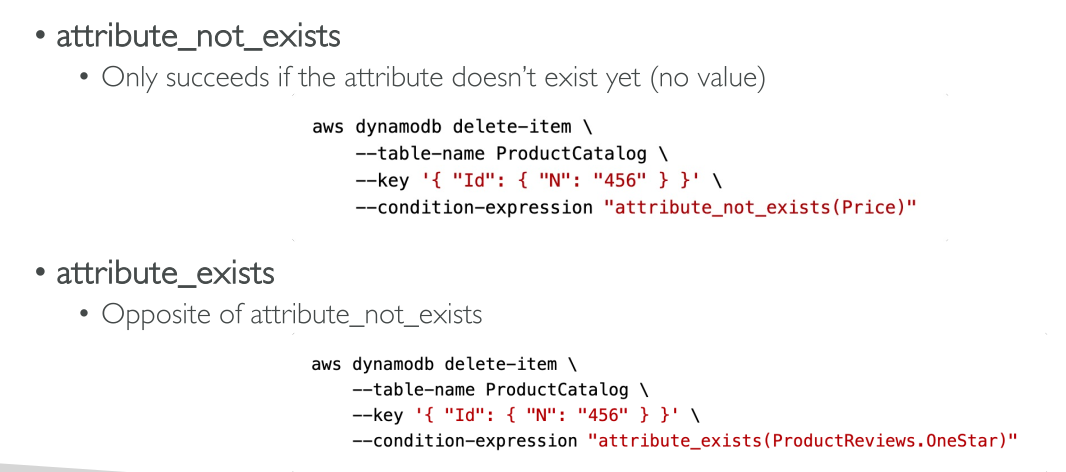 • attribute_not_exists
• Only succeeds if the attribute doesn’t exist yet (no value)
aws dynamodb delete-item \
--table-name ProductCatalog \
--key '{ "Id": { "N": "456" } }' \
--condition-expression "attribute_not_exists(Price)"
• attribute_exists
• Opposite of attribute_not_exists
aws dynamodb delete-item \
--table-name ProductCatalog \
--key '{ "Id": { "N": "456" } }' \
--condition-expression "attribute_exists(ProductReviews.OneStar)"